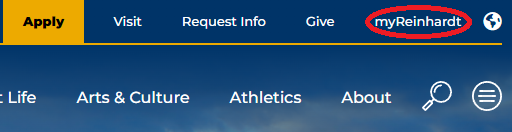 Apply Visit Request Info Give myReinhardt
t Life Arts & Culture Athletics About